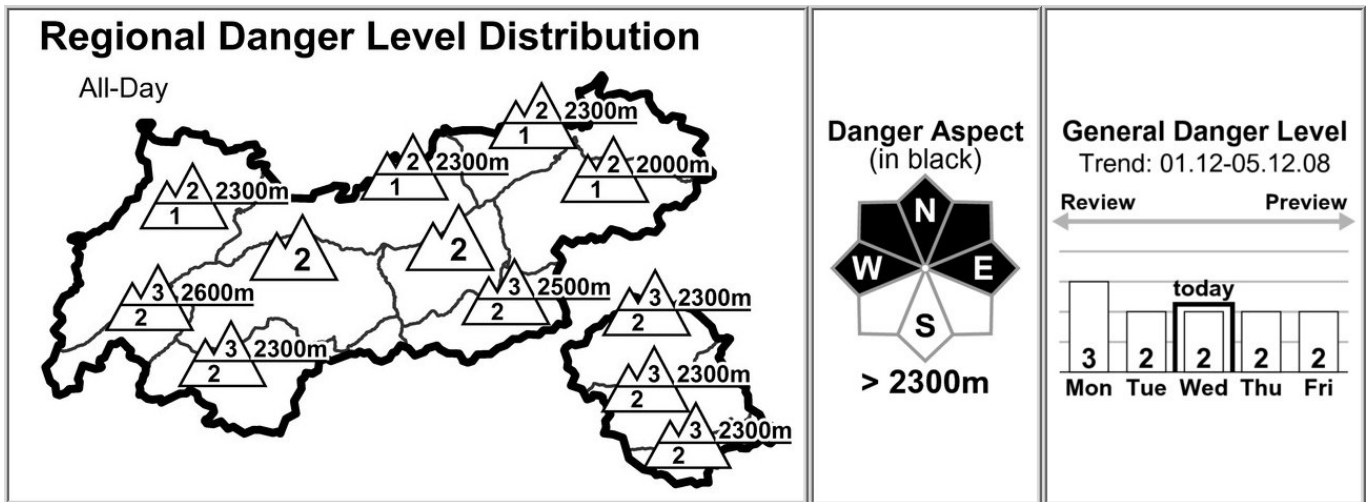 Regional Danger Level Distribution
All-Day
2 2300m
1
2 2300m
1
2 2000m
1
2 2300m
1
2
2
3 2600m
2
3 2500m
2
3 2300m
2
3 2300m
2
3 2300m
2
3 2300m
2
Danger Aspect
(in black)
N
W E
S
> 2300m
General Danger Level
Trend: 01.12-05.12.08
Review Preview
today
3 2 2 2 2
Mon Tue Wed Thu Fri